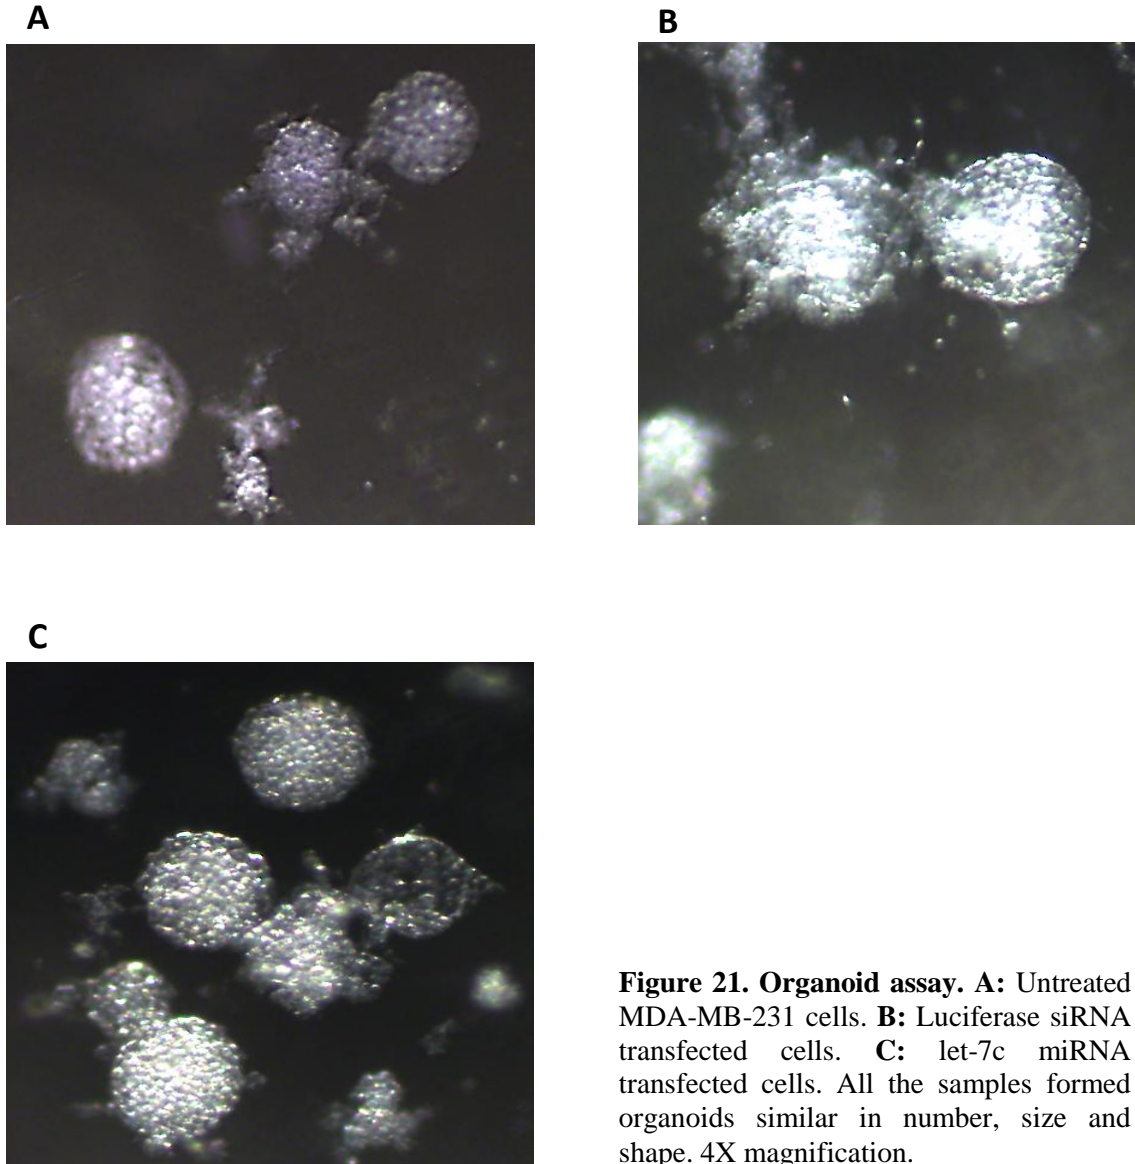 A
B
C
Figure 21. Organoid assay. A: Untreated
MDA-MB-231 cells. B: Luciferase siRNA
transfected cells. C: let-7c miRNA
transfected cells. All the samples formed
organoids similar in number, size and
shape. 4X magnification.